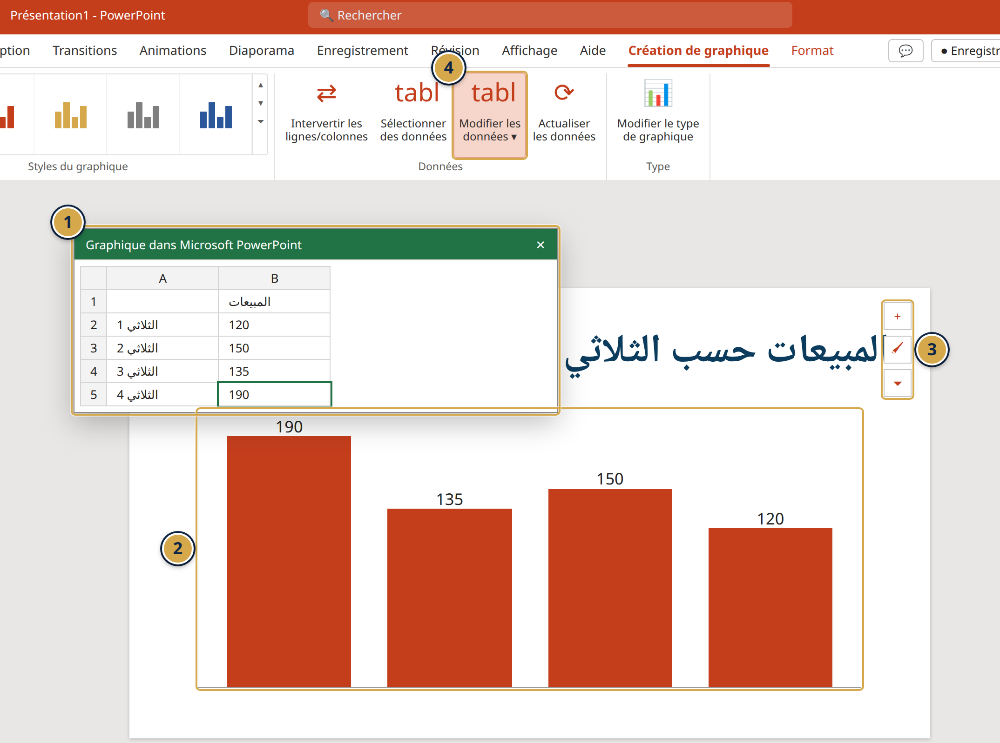 Présentation1 - PowerPoint
🔍 Rechercher
ption Transitions Animations Diaporama Enregistrement Révision Affichage Aide Création de graphique Format 💬 ● Enregistr
4
⇄ tabl tabl ⟳ 📊
Intervertir les lignes/colonnes
Sélectionner des données
Modifier les données ▾
Actualiser les données
Modifier le type de graphique
Styles du graphique
Données
Type
1
Graphique dans Microsoft PowerPoint ✕
A B
1 المبيعات
2 الثلاثي 1 120
3 الثلاثي 2 150
4 الثلاثي 3 135
5 الثلاثي 4 190
المبيعات حسب الثلاثي
+
3
190
135
150
120
2